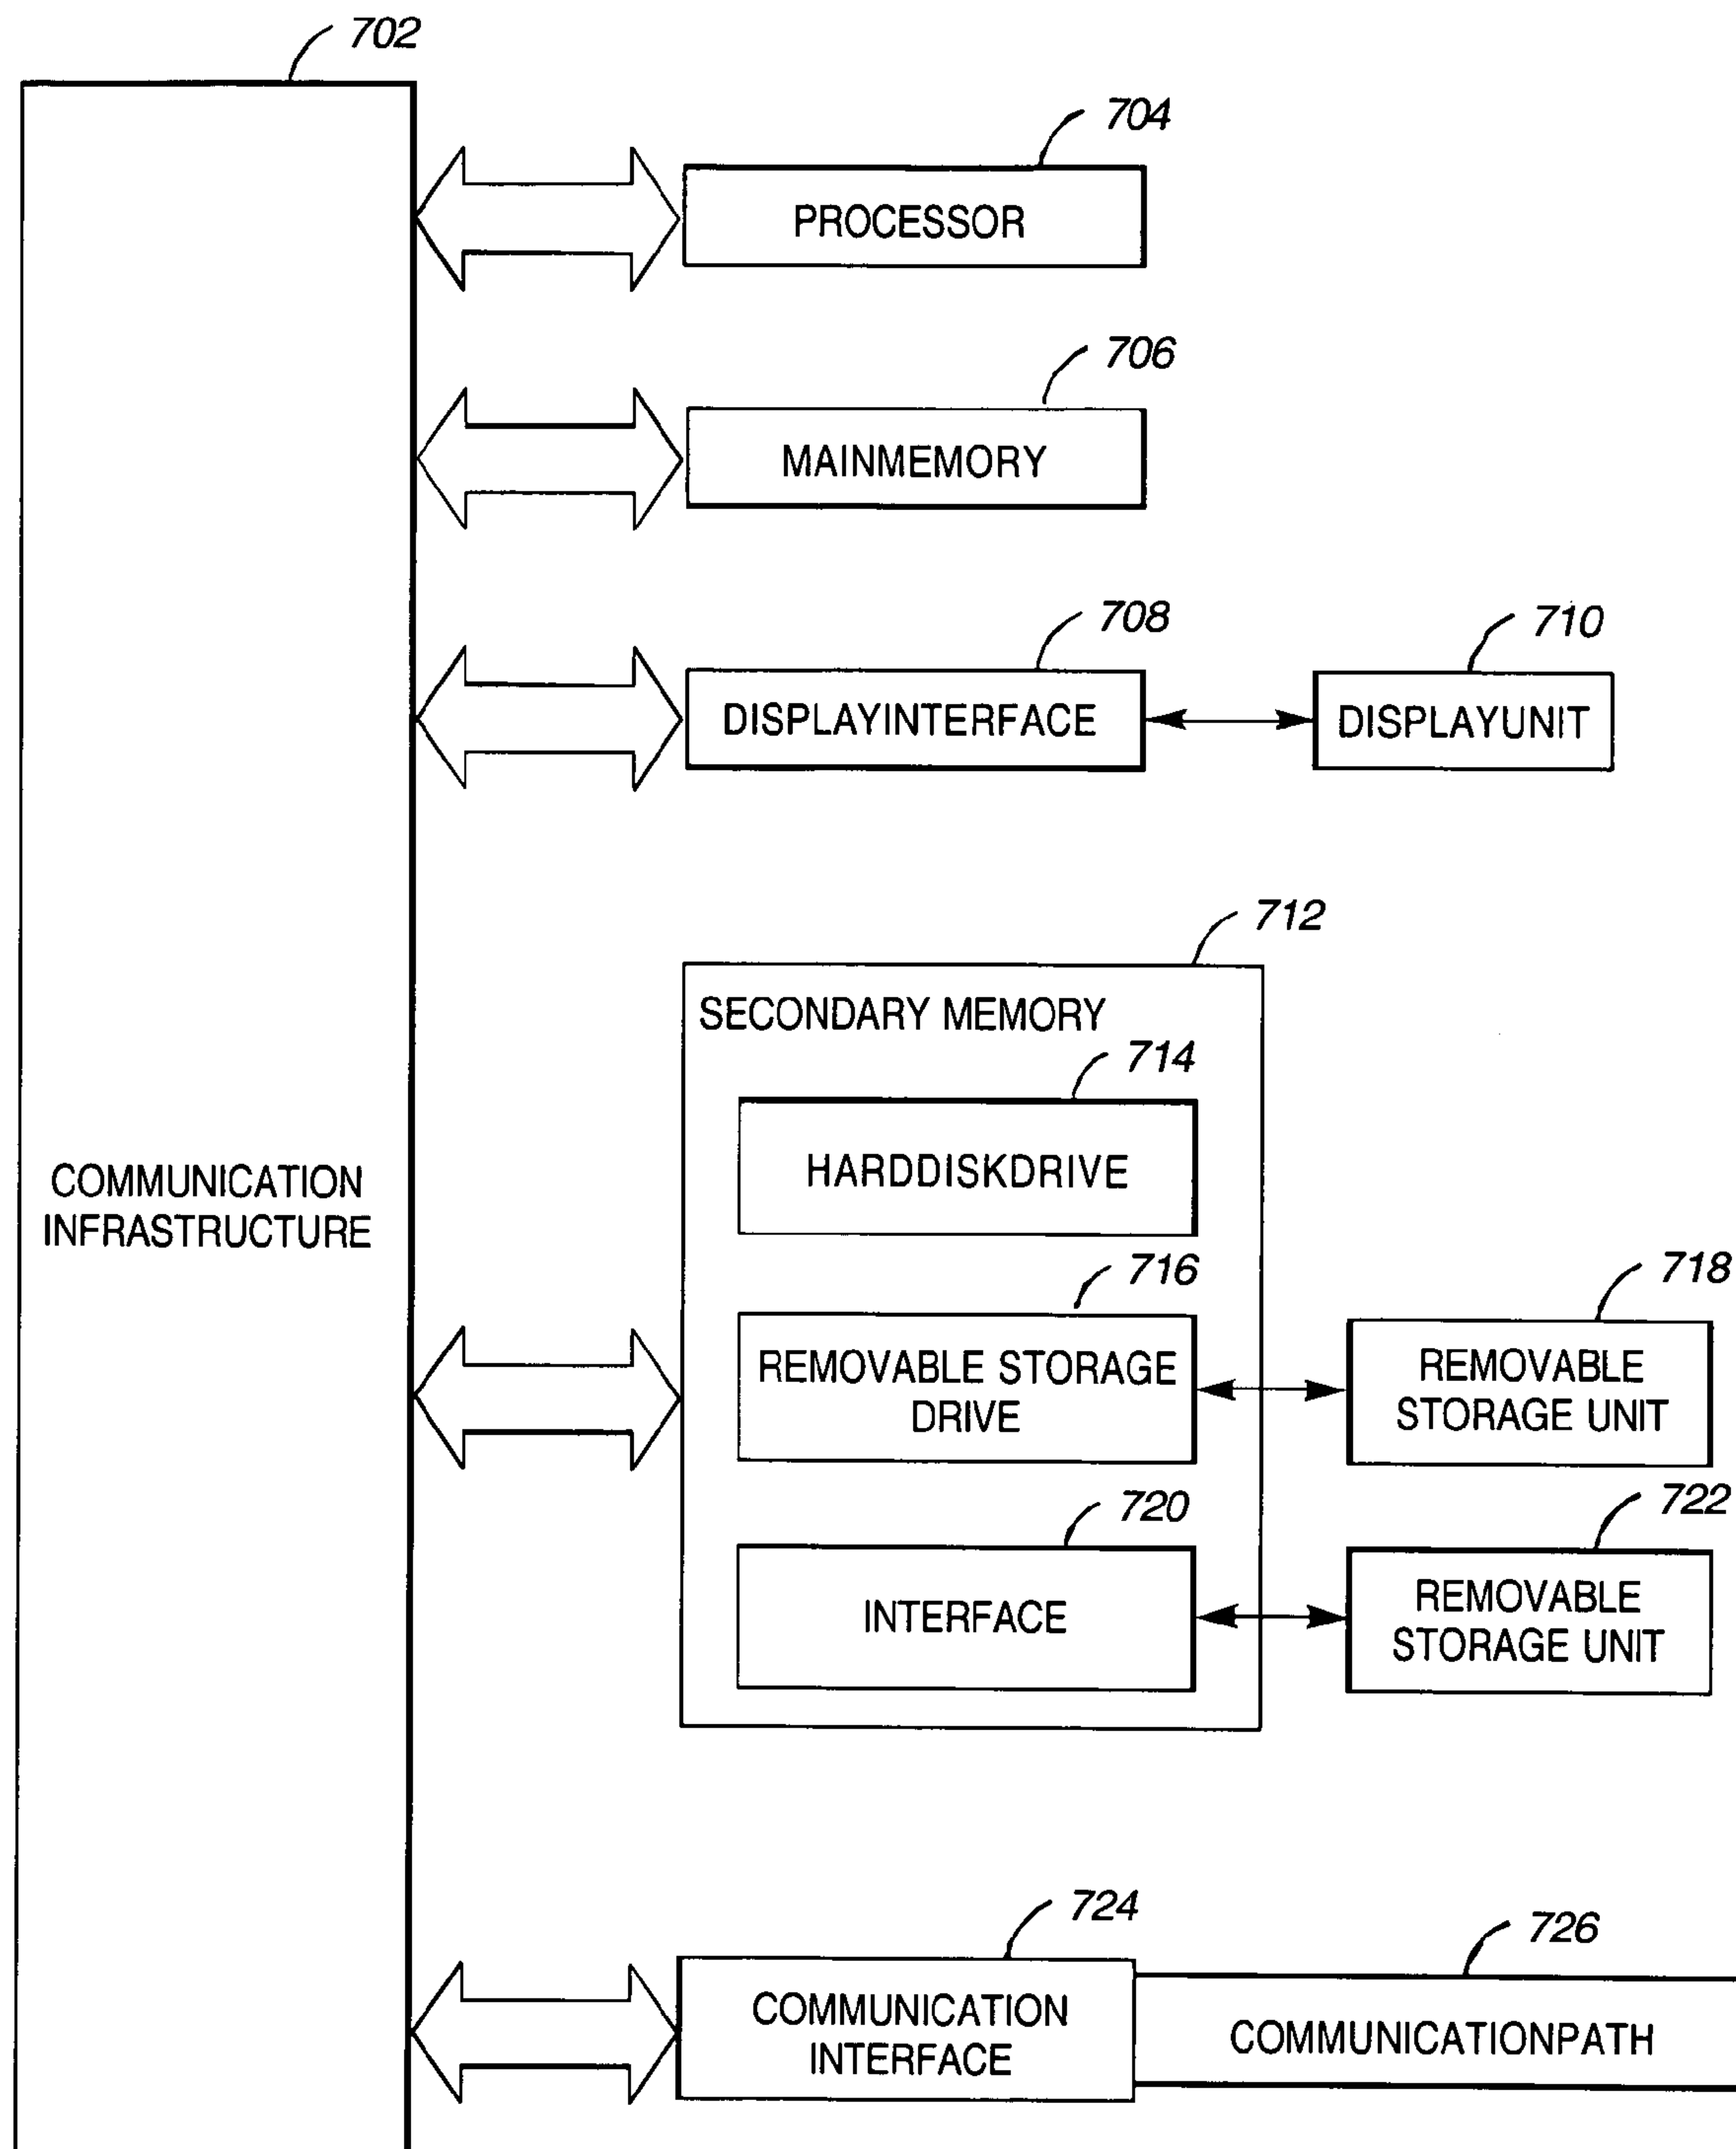 702
704
PROCESSOR
706
MAINMEMORY
708
DISPLAYINTERFACE
710
DISPLAYUNIT
712
SECONDARY MEMORY
714
HARDDISKDRIVE
COMMUNICATION
INFRASTRUCTURE
716
REMOVABLE STORAGE
DRIVE
718
REMOVABLE
STORAGE UNIT
720
INTERFACE
722
REMOVABLE
STORAGE UNIT
724
COMMUNICATION
INTERFACE
726
COMMUNICATIONPATH